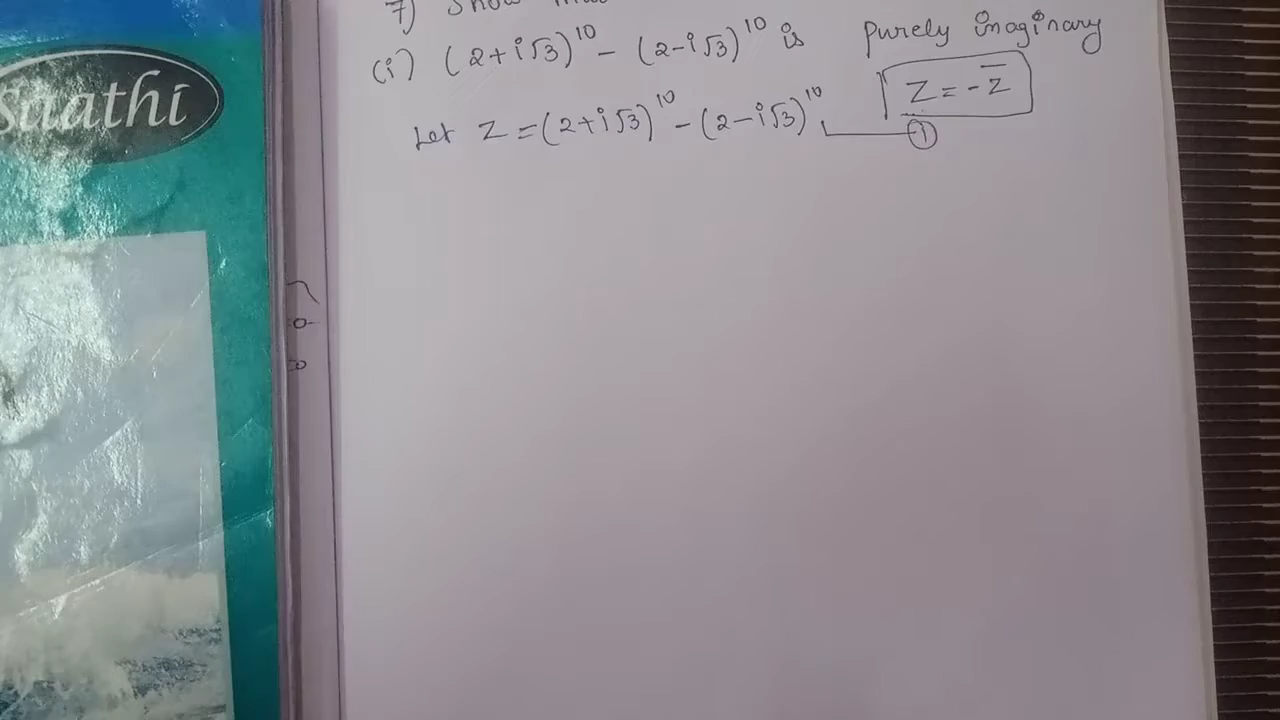 Saathi
7) Show that
(i) (2+i√3)^10 - (2-i√3)^10 is purely imaginary
Let Z = (2+i√3)^10 - (2-i√3)^10 ①
Z = -Z̅